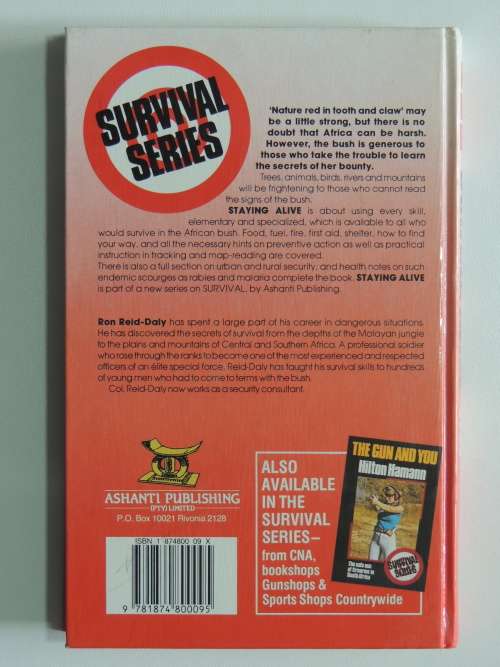 SURVIVAL
SERIES
'Nature red in tooth and claw' may
be a little strong, but there is no
doubt that Africa can be harsh.
However, the bush is generous to
those who take the trouble to learn
the secrets of her bounty.
Trees, animals, birds, rivers and mountains
will be frightening to those who cannot read
the signs of the bush.
STAYING ALIVE is about using every skill,
elementary and specialized, which is available to all who
would survive in the African bush. Food, fuel, fire, first aid, shelter, how to find
your way, and all the necessary hints on preventive action as well as practical
instruction in tracking and map-reading are covered.
There is also a full section on urban and rural security, and health notes on such
endemic scourges as rabies and malaria complete the book. STAYING ALIVE
is part of a new series on SURVIVAL, by Ashanti Publishing.
Ron Reid-Daly has spent a large part of his career in dangerous situations.
He has discovered the secrets of survival from the depths of the Malayan jungle
to the plains and mountains of Central and Southern Africa. A professional soldier
who rose through the ranks to become one of the most experienced and respected
officers of an élite special force, Reid-Daly has taught his survival skills to hundreds
of young men who had to come to terms with the bush.
Col. Reid-Daly now works as a security consultant.
ASHANTI PUBLISHING
(PTY) LIMITED
P.O. Box 10021 Rivonia 2128
ISBN 1 874800 09 X
9 781874 800095
ALSO
AVAILABLE
IN THE
SURVIVAL
SERIES–
from CNA,
bookshops
Gunshops &
Sports Shops Countrywide
THE GUN AND YOU
Hilton Hamann
The safe use
of firearms in
South Africa
SURVIVAL
SERIES